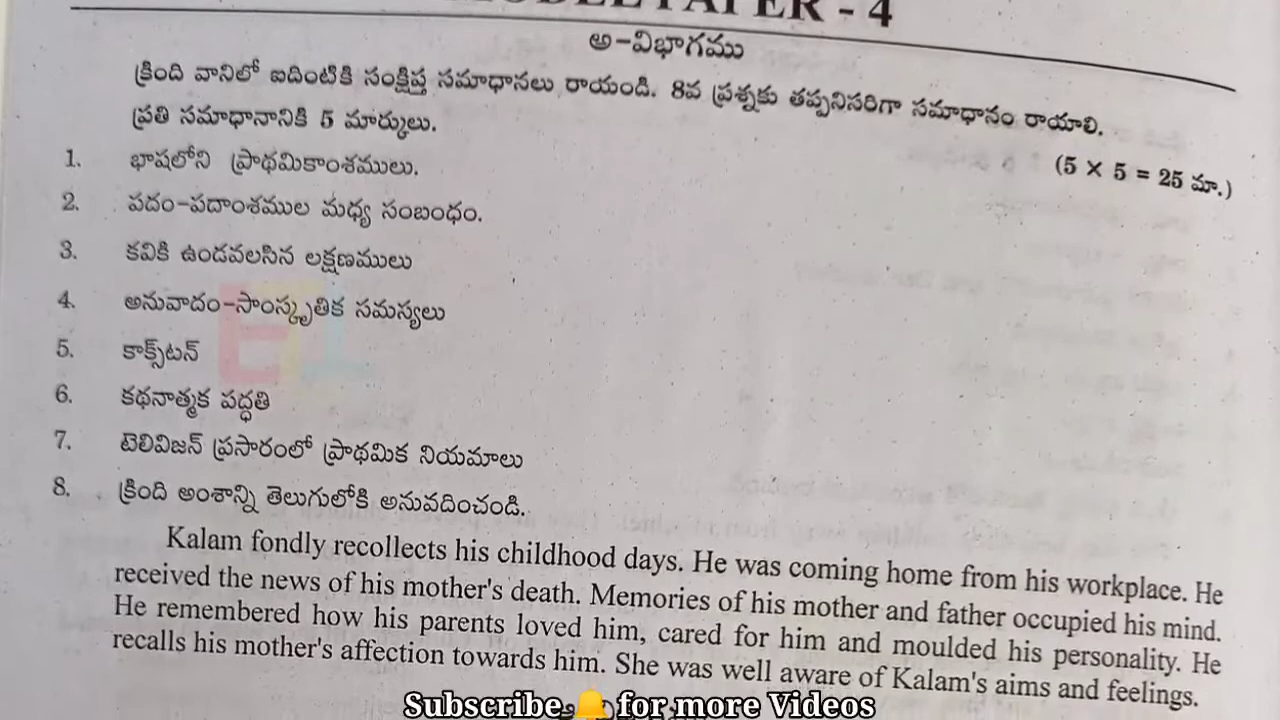 MODEL PAPER - 4
అ-విభాగము
క్రింది వానిలో ఐదింటికి సంక్షిప్త సమాధానలు రాయండి. 8వ ప్రశ్నకు తప్పనిసరిగా సమాధానం రాయాలి.
ప్రతి సమాధానానికి 5 మార్కులు.
(5 × 5 = 25 మా.)
1. భాషలోని ప్రాథమికాంశములు.
2. పదం-పదాంశముల మధ్య సంబంధం.
3. కవికి ఉండవలసిన లక్షణములు
4. అనువాదం-సాంస్కృతిక సమస్యలు
5. కాక్స్‌టన్
6. కథనాత్మక పద్ధతి
7. టెలివిజన్ ప్రసారంలో ప్రాథమిక నియమాలు
8. క్రింది అంశాన్ని తెలుగులోకి అనువదించండి.
Kalam fondly recollects his childhood days. He was coming home from his workplace. He
received the news of his mother's death. Memories of his mother and father occupied his mind.
He remembered how his parents loved him, cared for him and moulded his personality. He
recalls his mother's affection towards him. She was well aware of Kalam's aims and feelings.
Subscribe 🔔 for more Videos